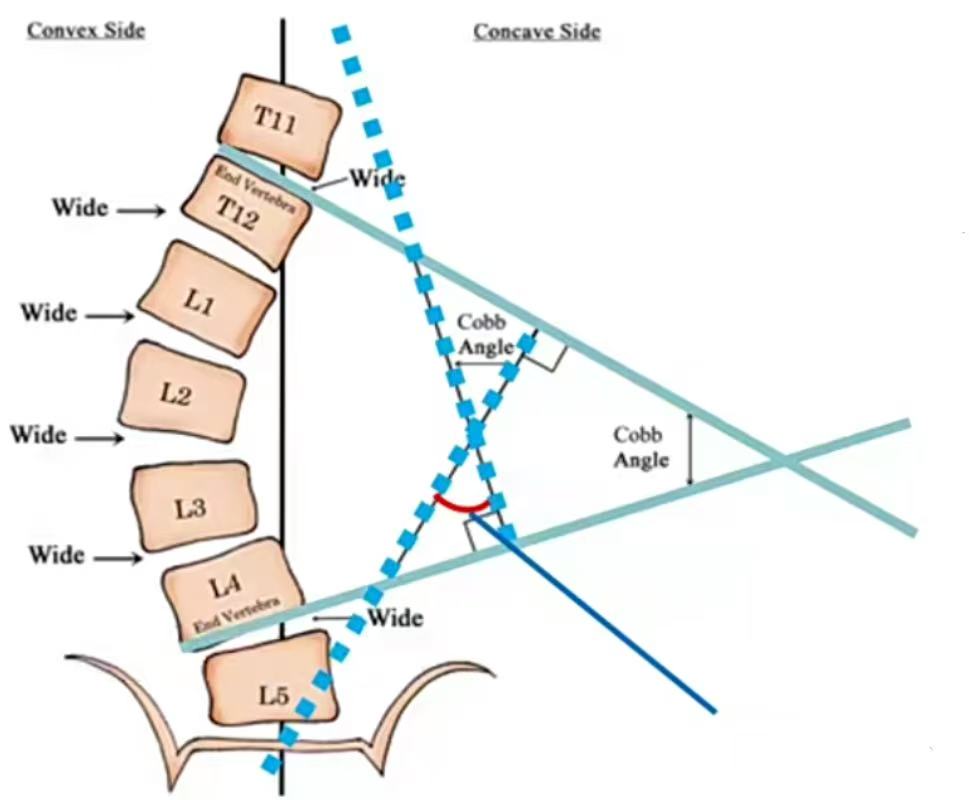 Convex Side
Concave Side
T11
Wide
End Vertebra
T12
Wide
L1
Wide
Cobb
Angle
L2
Wide
Cobb
Angle
L3
Wide
L4
End Vertebra
Wide
L5